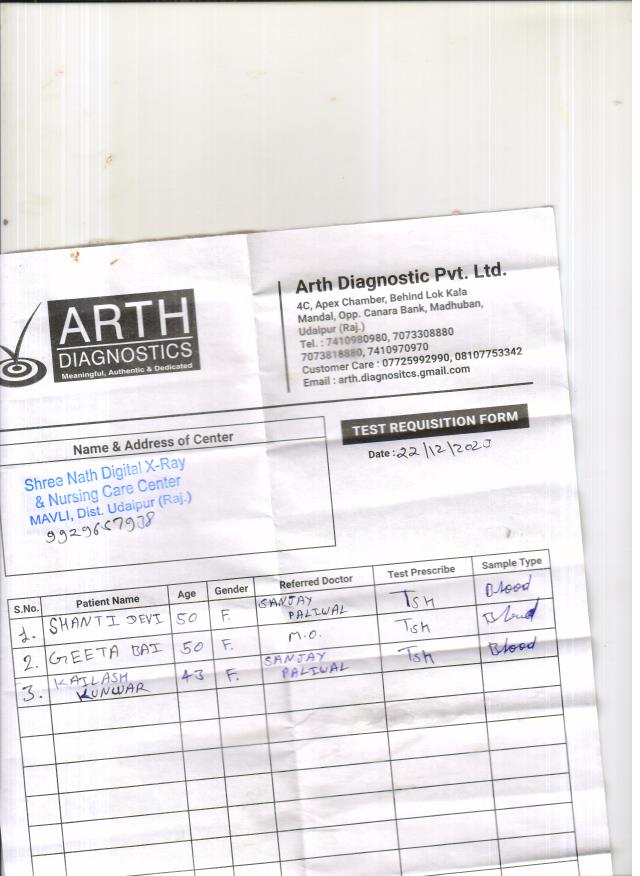 ARTH
DIAGNOSTICS
Meaningful, Authentic & Dedicated
Arth Diagnostic Pvt. Ltd.
4C, Apex Chamber, Behind Lok Kala
Mandal, Opp. Canara Bank, Madhuban,
Udaipur (Raj.)
Tel. : 7410980980, 7073308880
7073818880, 7410970970
Customer Care : 07725992990, 08107753342
Email : arth.diagnositcs.gmail.com
TEST REQUISITION FORM
Date : 22/12/2020
Name & Address of Center
Shree Nath Digital X-Ray
& Nursing Care Center
MAVLI, Dist. Udaipur (Raj.)
9929657938
S.No. Patient Name Age Gender Referred Doctor Test Prescribe Sample Type
1. SHANTI DEVI 50 F. SANJAY PALIWAL Tsh Blood
2. GEETA BAI 50 F. M.O. Tsh Blood
3. KAILASH KUNWAR 43 F. SANJAY PALIWAL Tsh Blood